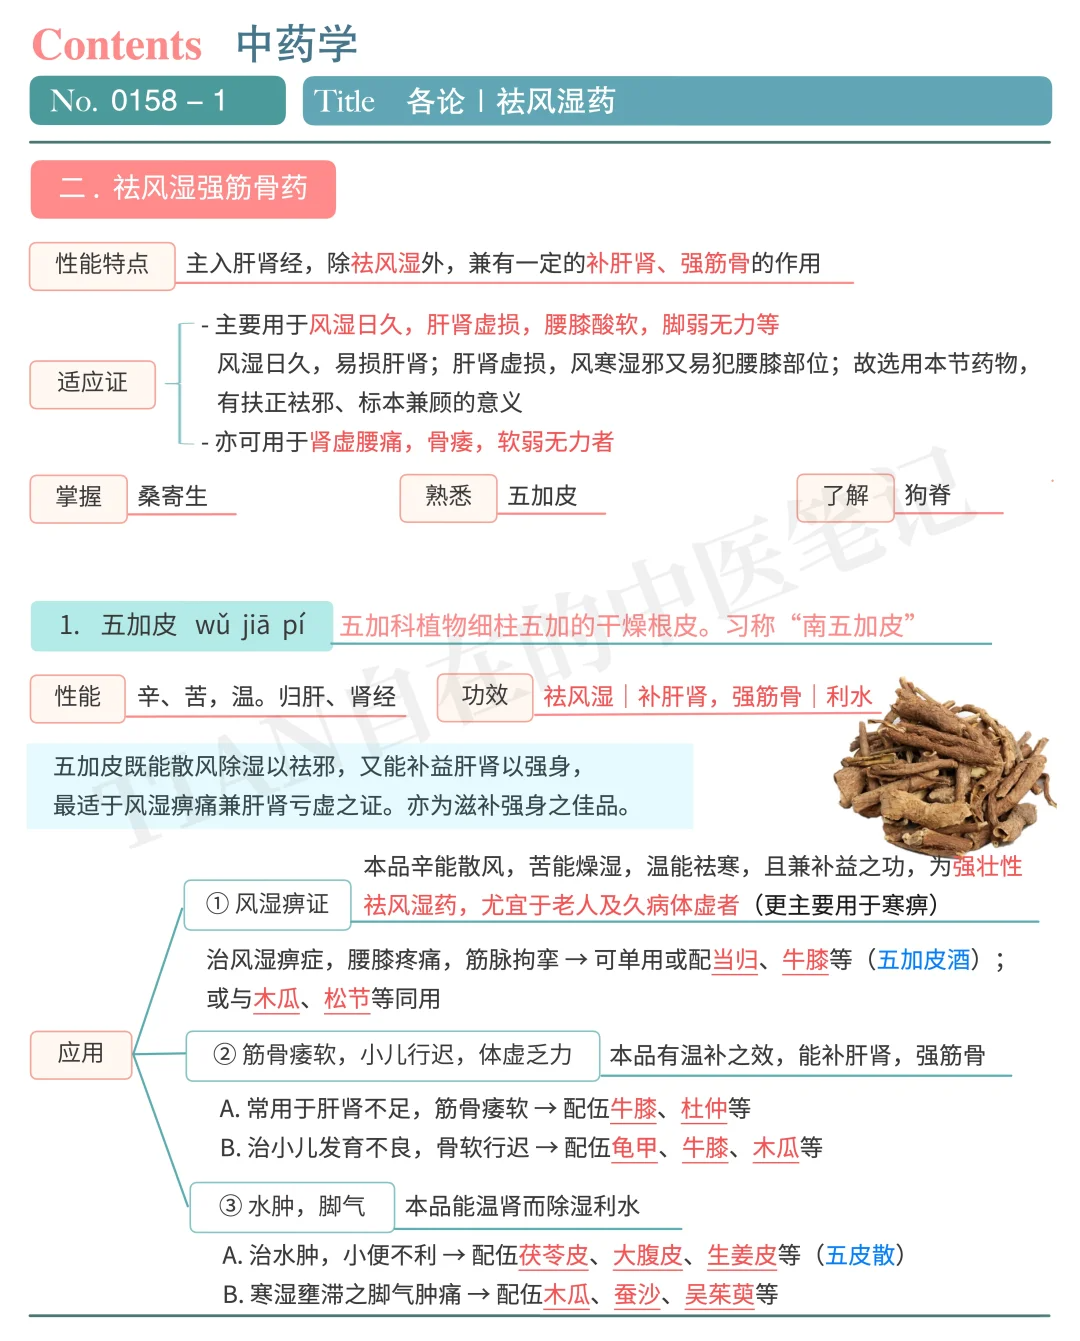 Contents 中药学
No. 0158 – 1
Title 各论 | 祛风湿药
二 . 祛风湿强筋骨药
性能特点 主入肝肾经，除祛风湿外，兼有一定的补肝肾、强筋骨的作用
- 主要用于风湿日久，肝肾虚损，腰膝酸软，脚弱无力等
适应证 风湿日久，易损肝肾；肝肾虚损，风寒湿邪又易犯腰膝部位；故选用本节药物，
有扶正祛邪、标本兼顾的意义
- 亦可用于肾虚腰痛，骨痿，软弱无力者
掌握 桑寄生 熟悉 五加皮 了解 狗脊
1. 五加皮 wǔ jiā pí 五加科植物细柱五加的干燥根皮。习称“南五加皮”
性能 辛、苦，温。归肝、肾经 功效 祛风湿｜补肝肾，强筋骨｜利水
五加皮既能散风除湿以祛邪，又能补益肝肾以强身，
最适于风湿痹痛兼肝肾亏虚之证。亦为滋补强身之佳品。
本品辛能散风，苦能燥湿，温能祛寒，且兼补益之功，为强壮性
① 风湿痹证 祛风湿药，尤宜于老人及久病体虚者（更主要用于寒痹）
治风湿痹症，腰膝疼痛，筋脉拘挛 → 可单用或配当归、牛膝等（五加皮酒）；
或与木瓜、松节等同用
应用
② 筋骨痿软，小儿行迟，体虚乏力 本品有温补之效，能补肝肾，强筋骨
A. 常用于肝肾不足，筋骨痿软 → 配伍牛膝、杜仲等
B. 治小儿发育不良，骨软行迟 → 配伍龟甲、牛膝、木瓜等
③ 水肿，脚气 本品能温肾而除湿利水
A. 治水肿，小便不利 → 配伍茯苓皮、大腹皮、生姜皮等（五皮散）
B. 寒湿壅滞之脚气肿痛 → 配伍木瓜、蚕沙、吴茱萸等
TIAN自在的中医笔记